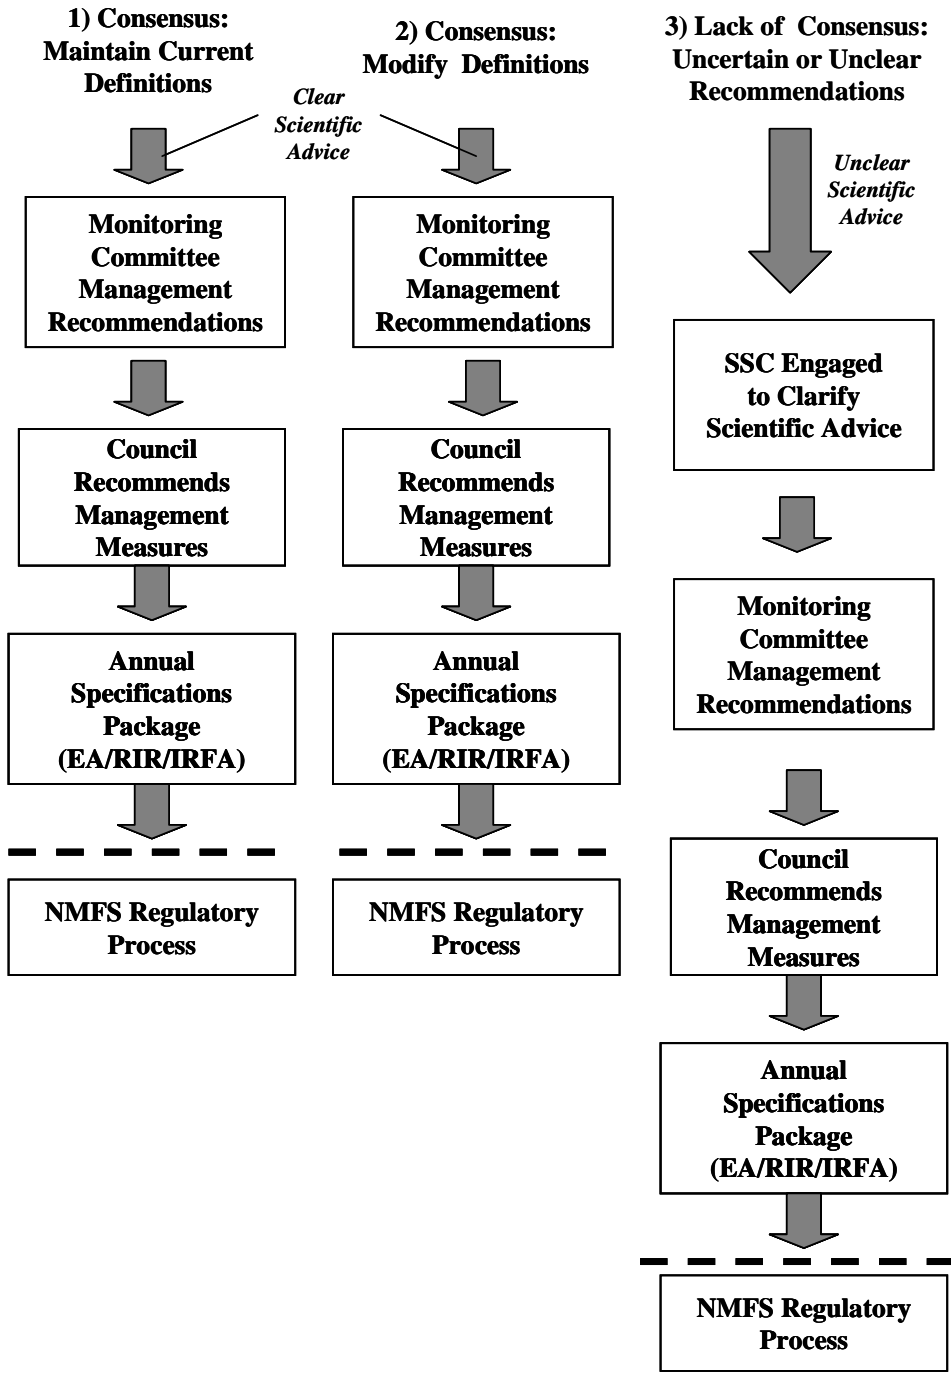 1) Consensus:
Maintain Current
Definitions
Clear
Scientific
Advice
Monitoring
Committee
Management
Recommendations
Council
Recommends
Management
Measures
Annual
Specifications
Package
(EA/RIR/IRFA)
NMFS Regulatory
Process
2) Consensus:
Modify Definitions
Monitoring
Committee
Management
Recommendations
Council
Recommends
Management
Measures
Annual
Specifications
Package
(EA/RIR/IRFA)
NMFS Regulatory
Process
3) Lack of Consensus:
Uncertain or Unclear
Recommendations
Unclear
Scientific
Advice
SSC Engaged
to Clarify
Scientific Advice
Monitoring
Committee
Management
Recommendations
Council
Recommends
Management
Measures
Annual
Specifications
Package
(EA/RIR/IRFA)
NMFS Regulatory
Process